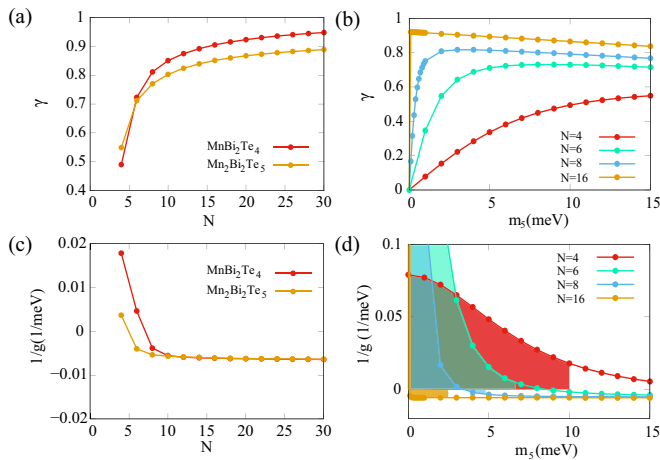 (a)
1
0.9
0.8
0.7
0.6
0.5
0.4
γ
MnBi2Te4
Mn2Bi2Te5
0 5 10 15 20 25 30
N
(b)
1
0.8
0.6
0.4
0.2
0
γ
N=4
N=6
N=8
N=16
0 5 10 15
m5(meV)
(c)
0.02
0.01
0
−0.01
−0.02
1/g(1/meV)
MnBi2Te4
Mn2Bi2Te5
0 5 10 15 20 25 30
N
(d)
0.1
0.05
0
1/g (1/meV)
N=4
N=6
N=8
N=16
0 5 10 15
m5(meV)